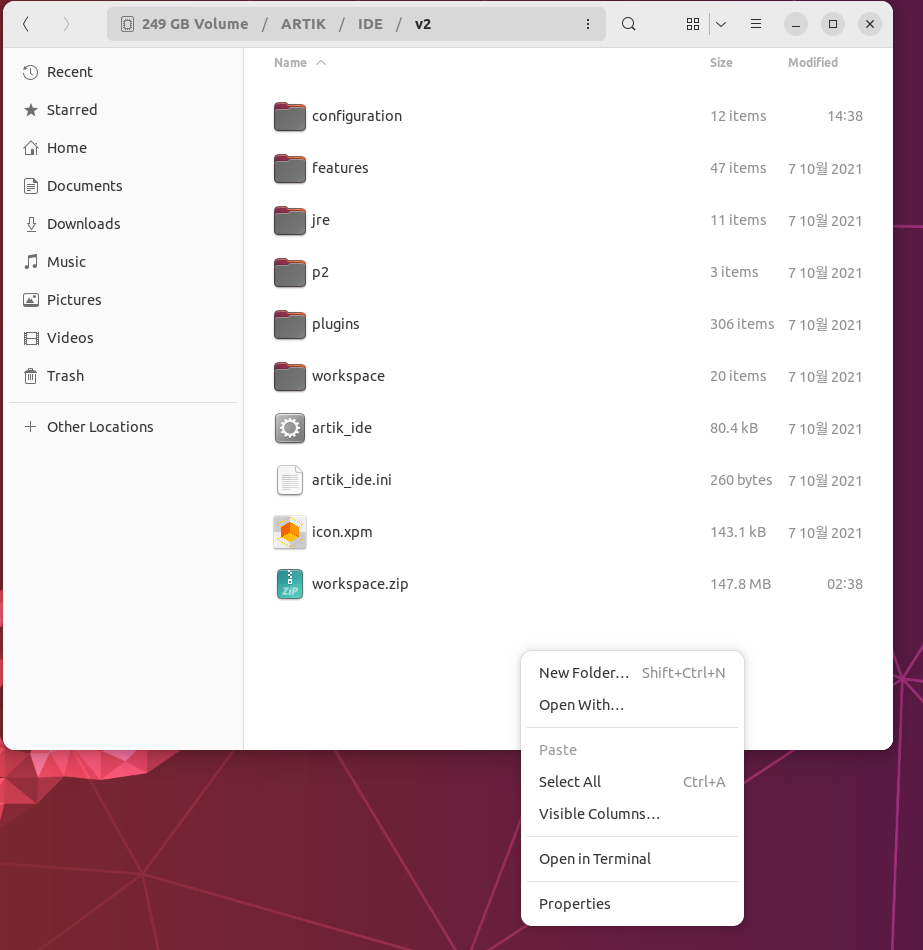 249 GB Volume / ARTIK / IDE / v2
Recent
Starred
Home
Documents
Downloads
Music
Pictures
Videos
Trash
Other Locations
Name Size Modified
configuration 12 items 14:38
features 47 items 7 10월 2021
jre 11 items 7 10월 2021
p2 3 items 7 10월 2021
plugins 306 items 7 10월 2021
workspace 20 items 7 10월 2021
artik_ide 80.4 kB 7 10월 2021
artik_ide.ini 260 bytes 7 10월 2021
icon.xpm 143.1 kB 7 10월 2021
ZIP workspace.zip 147.8 MB 02:38
New Folder… Shift+Ctrl+N
Open With…
Paste
Select All Ctrl+A
Visible Columns…
Open in Terminal
Properties